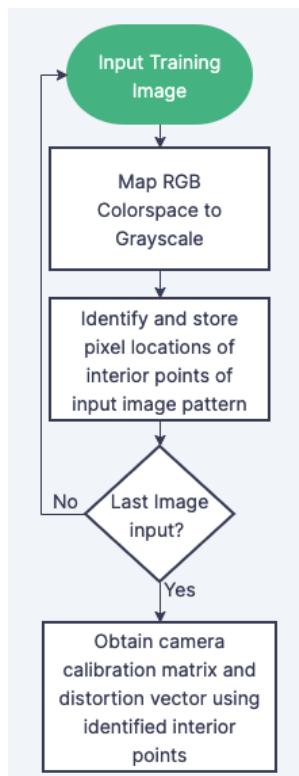 Input Training
Image
Map RGB
Colorspace to
Grayscale
Identify and store
pixel locations of
interior points of
input image pattern
Last Image
input?
No
Yes
Obtain camera
calibration matrix and
distortion vector using
identified interior
points